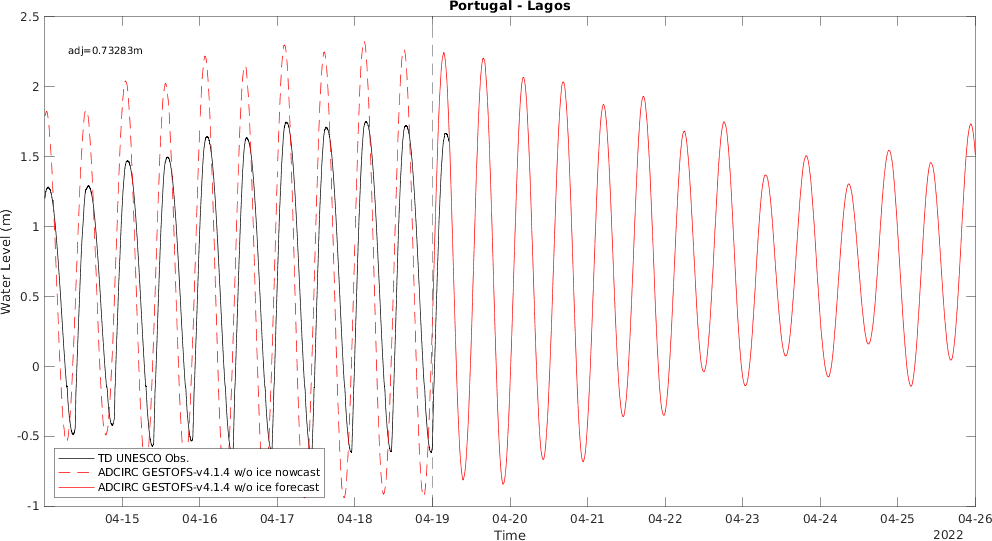 Portugal - Lagos
adj=0.73283m
Water Level (m)
2.5
2
1.5
1
0.5
0
-0.5
-1
TD UNESCO Obs.
ADCIRC GESTOFS-v4.1.4 w/o ice nowcast
ADCIRC GESTOFS-v4.1.4 w/o ice forecast
04-15 04-16 04-17 04-18 04-19 04-20 04-21 04-22 04-23 04-24 04-25 04-26
Time
2022